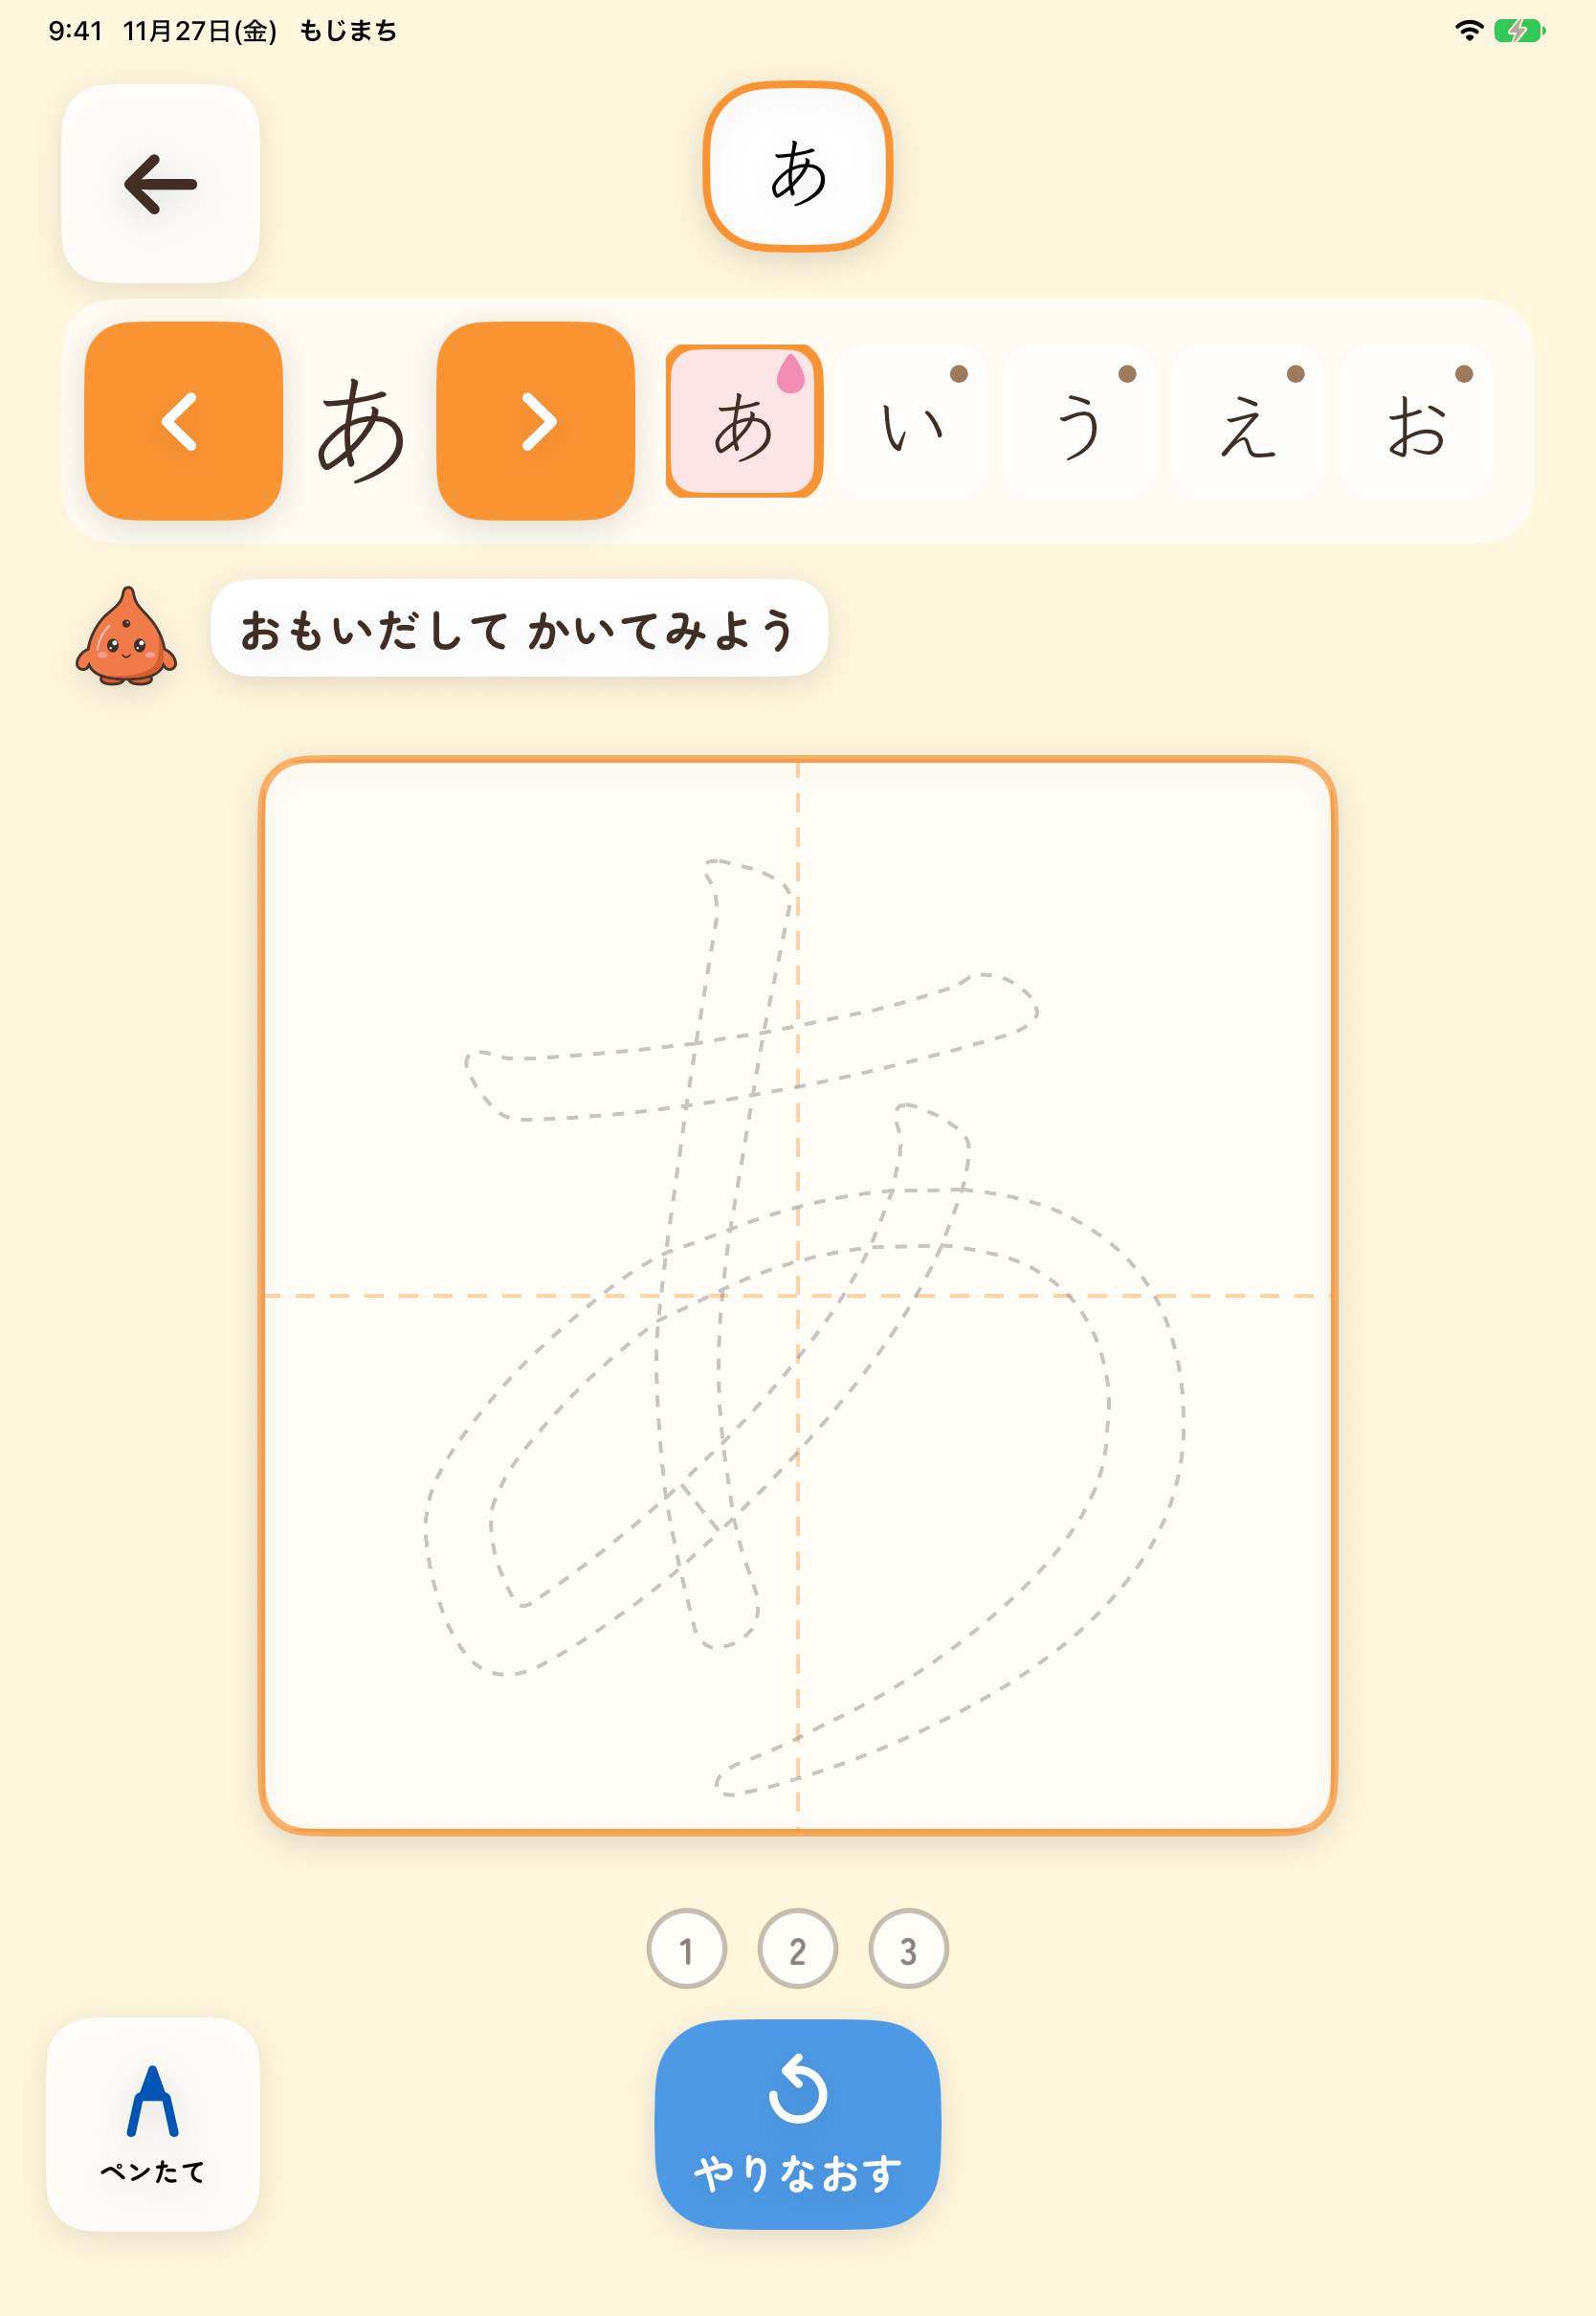 9:41 11月27日(金) もじまち
あ
あ あ い う え お
おもいだして かいてみよう
あ
1 2 3
ペンたて
やりなおす